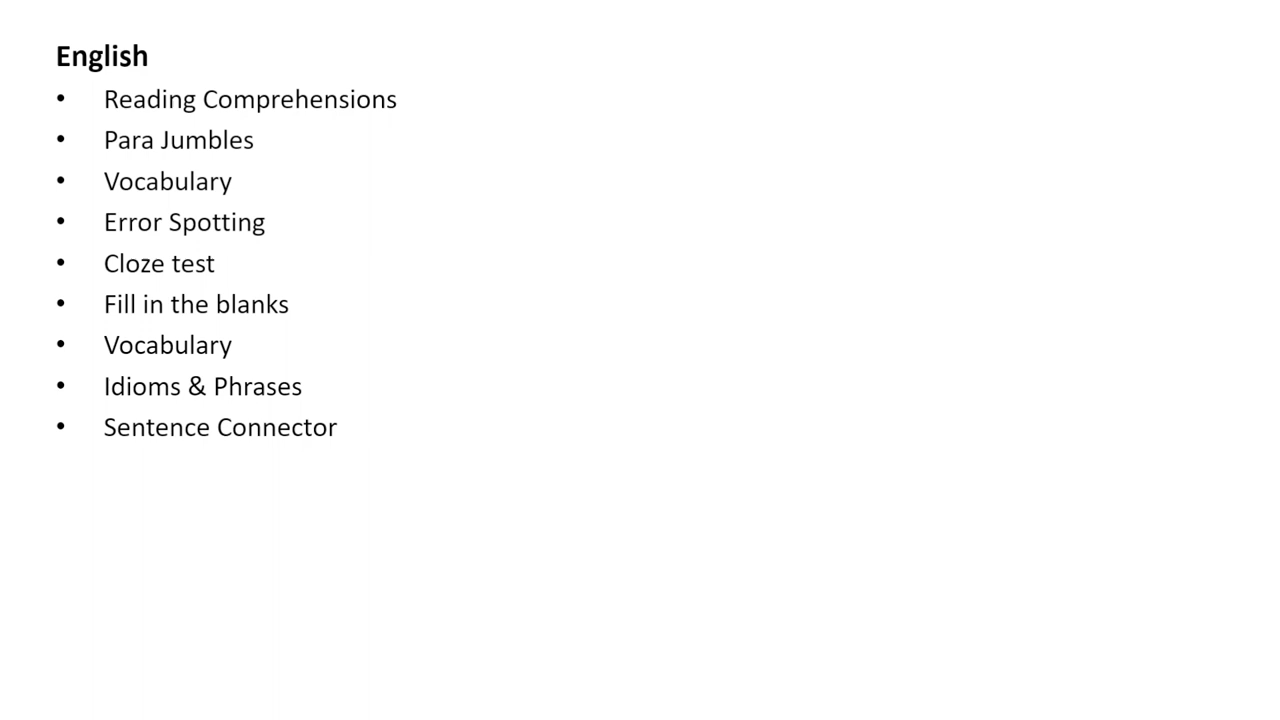 English
• Reading Comprehensions
• Para Jumbles
• Vocabulary
• Error Spotting
• Cloze test
• Fill in the blanks
• Vocabulary
• Idioms & Phrases
• Sentence Connector